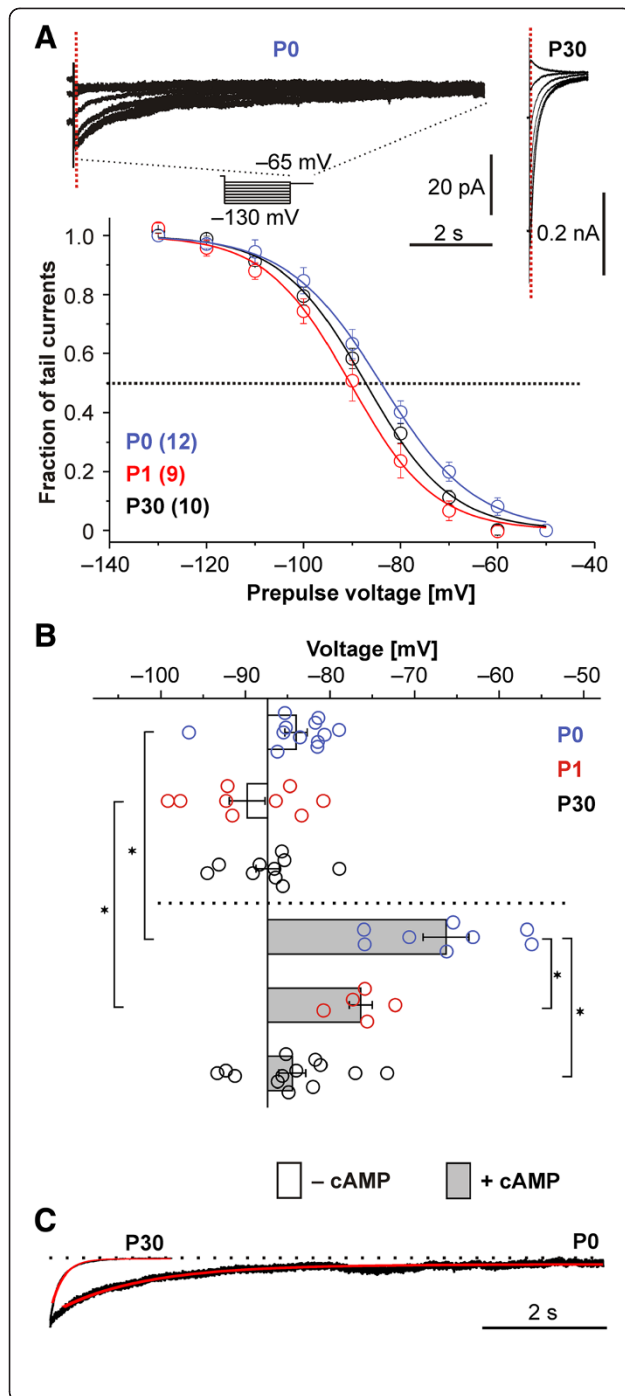 A
P0
P30
–65 mV
–130 mV
20 pA
2 s
0.2 nA
1.0
0.8
0.6
0.4
0.2
0
Fraction of tail currents
P0 (12)
P1 (9)
P30 (10)
–120
–100
–80
–60
–40
Prepulse voltage [mV]
B
Voltage [mV]
–100
–90
–80
–70
–60
–50
P0
P1
P30
*
*
*
*
– cAMP
+ cAMP
C
P30
P0
2 s